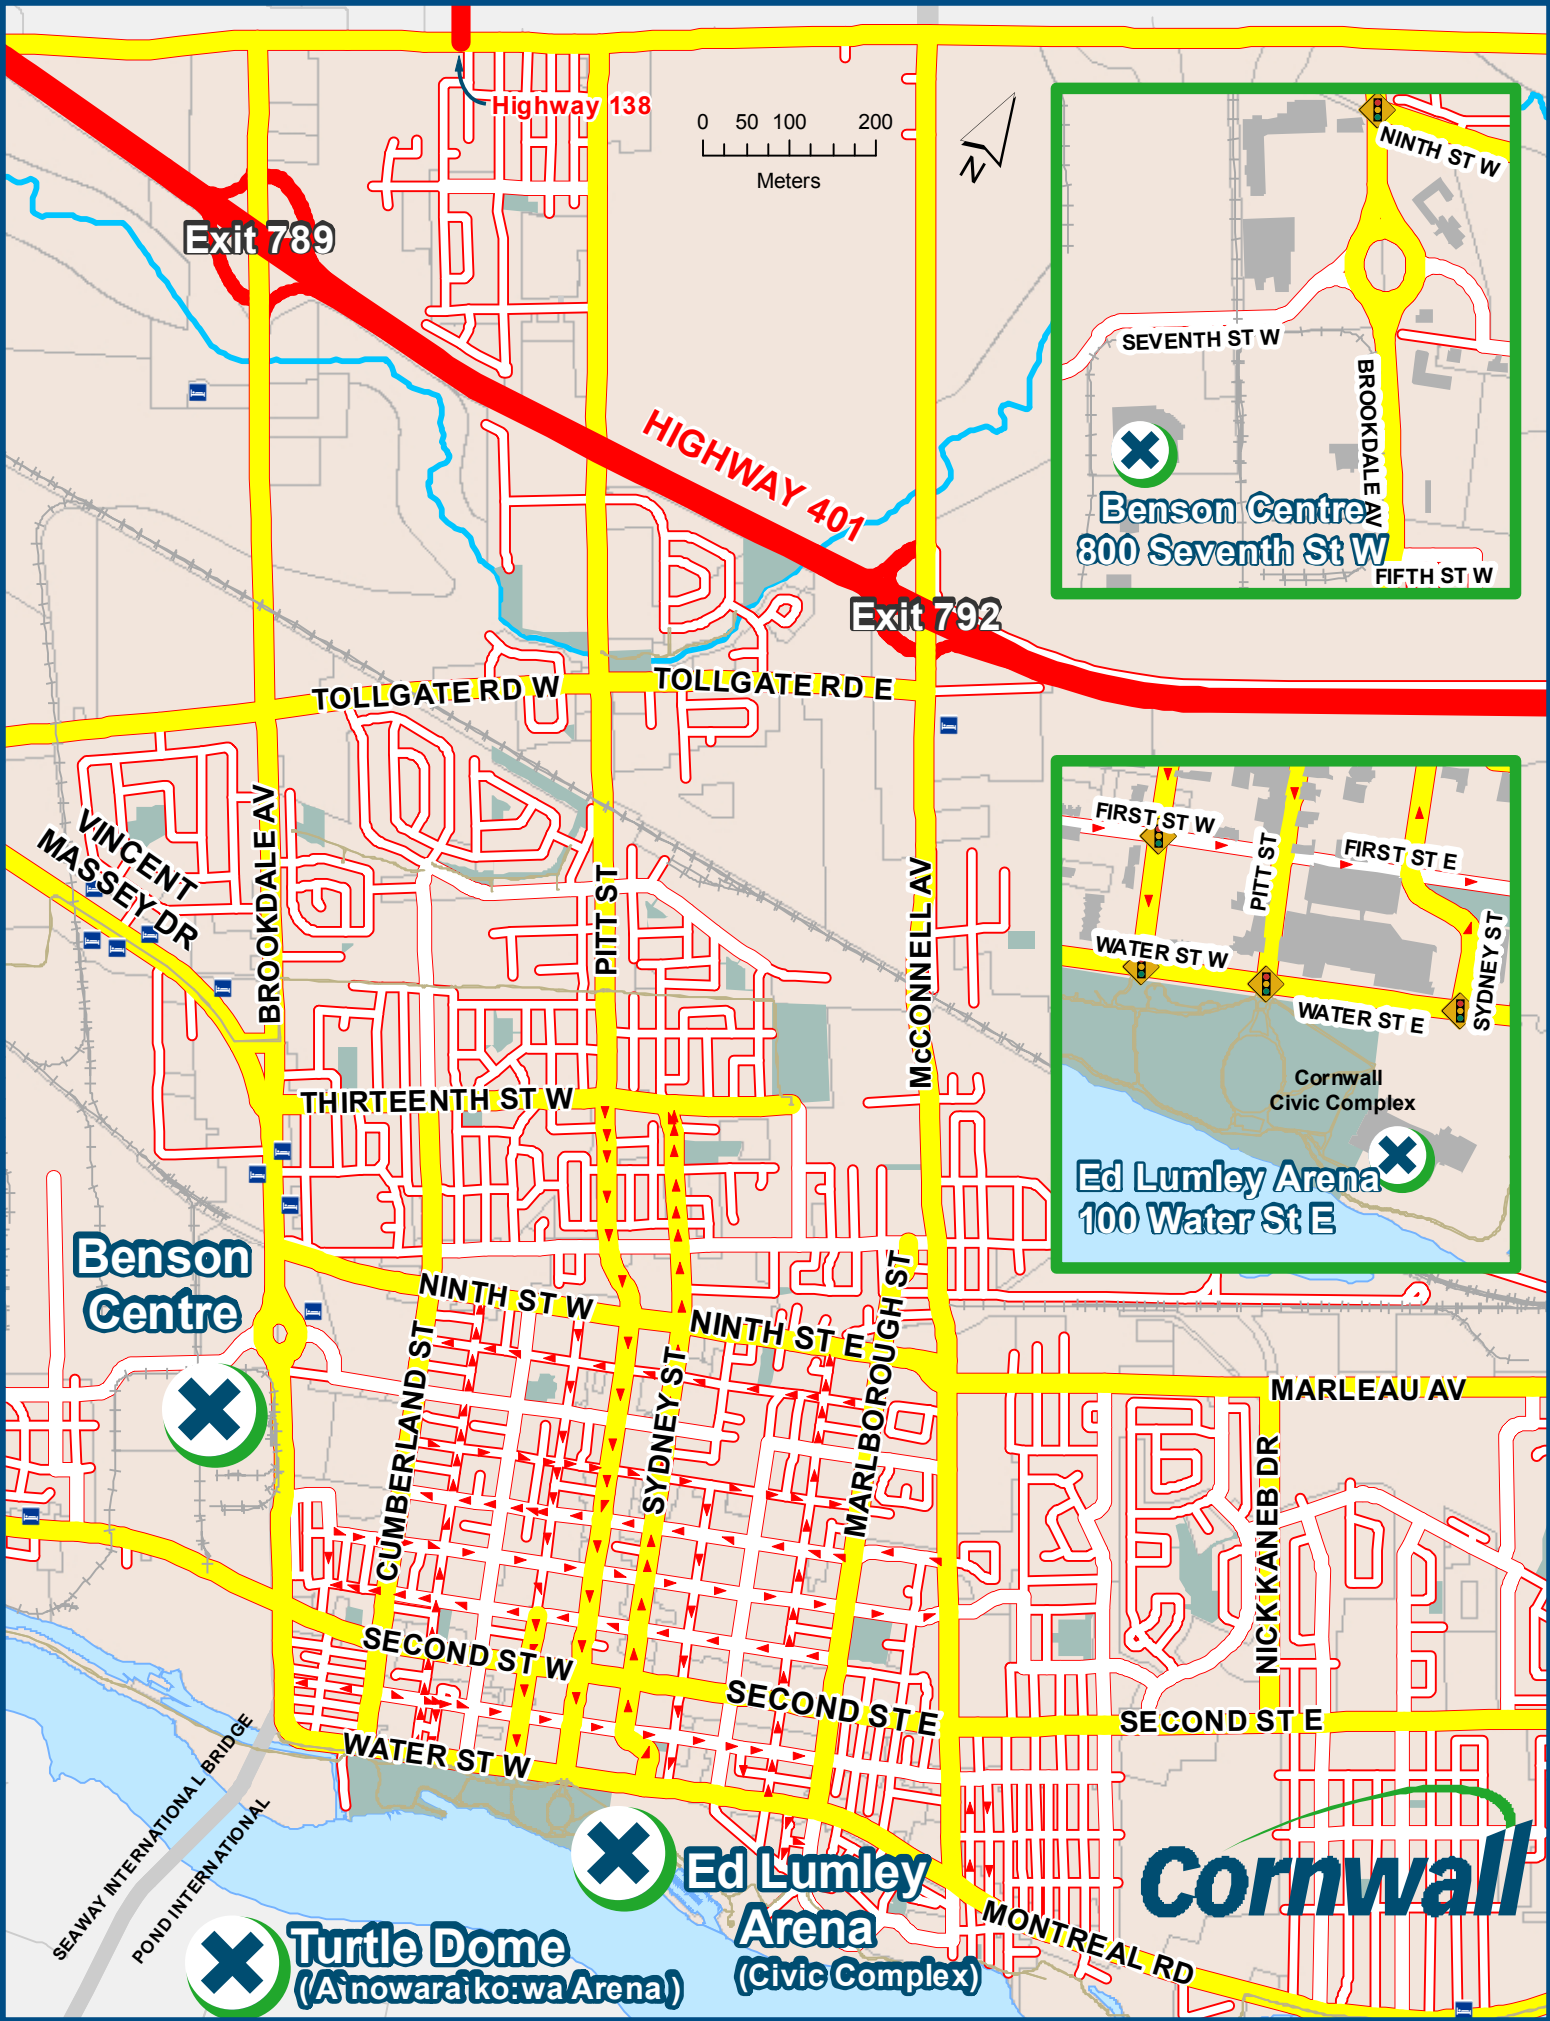 Highway 138
0 50 100 200
Meters
N
Exit 789
HIGHWAY 401
Exit 792
NINTH ST W
SEVENTH ST W
BROOKDALE AV
Benson Centre
800 Seventh St W
FIFTH ST W
TOLLGATE RD W
TOLLGATE RD E
VINCENT
MASSEY DR
BROOKDALE AV
PITT ST
McCONNELL AV
FIRST ST W
PITT ST
FIRST ST E
WATER ST W
WATER ST E
SYDNEY ST
Cornwall
Civic Complex
Ed Lumley Arena
100 Water St E
THIRTEENTH ST W
Benson
Centre
NINTH ST W
NINTH ST E
CUMBERLAND ST
SYDNEY ST
MARLBOROUGH ST
MARLEAU AV
NICK KANEB DR
SECOND ST W
SECOND ST E
SECOND ST E
WATER ST W
SEAWAY INTERNATIONAL BRIDGE
POND INTERNATIONAL
Ed Lumley
Arena
(Civic Complex)
Cornwall
MONTREAL RD
Turtle Dome
(A`nowara`ko:wa Arena)